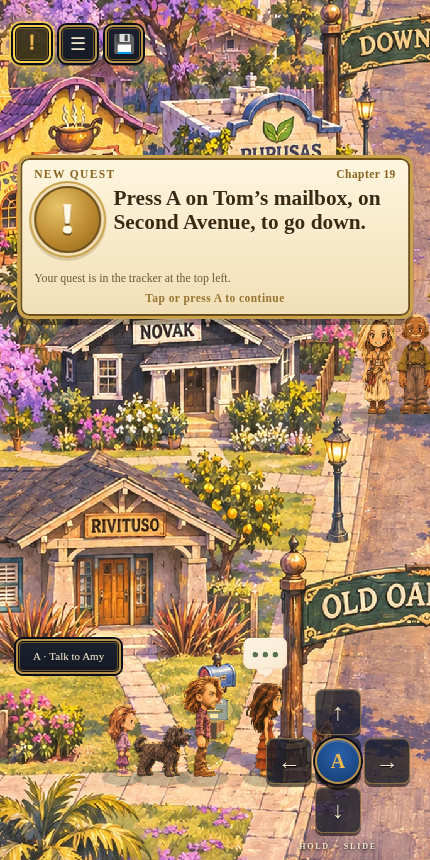 !
☰
DOWN
PUPUSAS
NEW QUEST
Chapter 19
!
Press A on Tom’s mailbox, on
Second Avenue, to go down.
Your quest is in the tracker at the top left.
Tap or press A to continue
NOVAK
RIVITUSO
OLD OA
A · Talk to Amy
↑
←
A
→
↓
HOLD
SLIDE